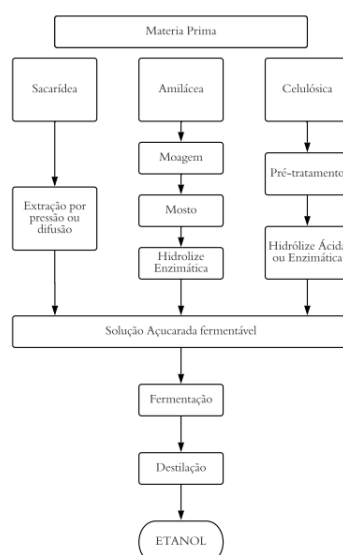 Materia Prima
Sacarídea
Amilácea
Celulósica
Moagem
Pré-tratamento
Extração por
pressão ou
difusão
Mosto
Hidrolize
Enzimática
Hidrólize Ácida
ou Enzimática
Solução Açucarada fermentável
Fermentação
Destilação
ETANOL